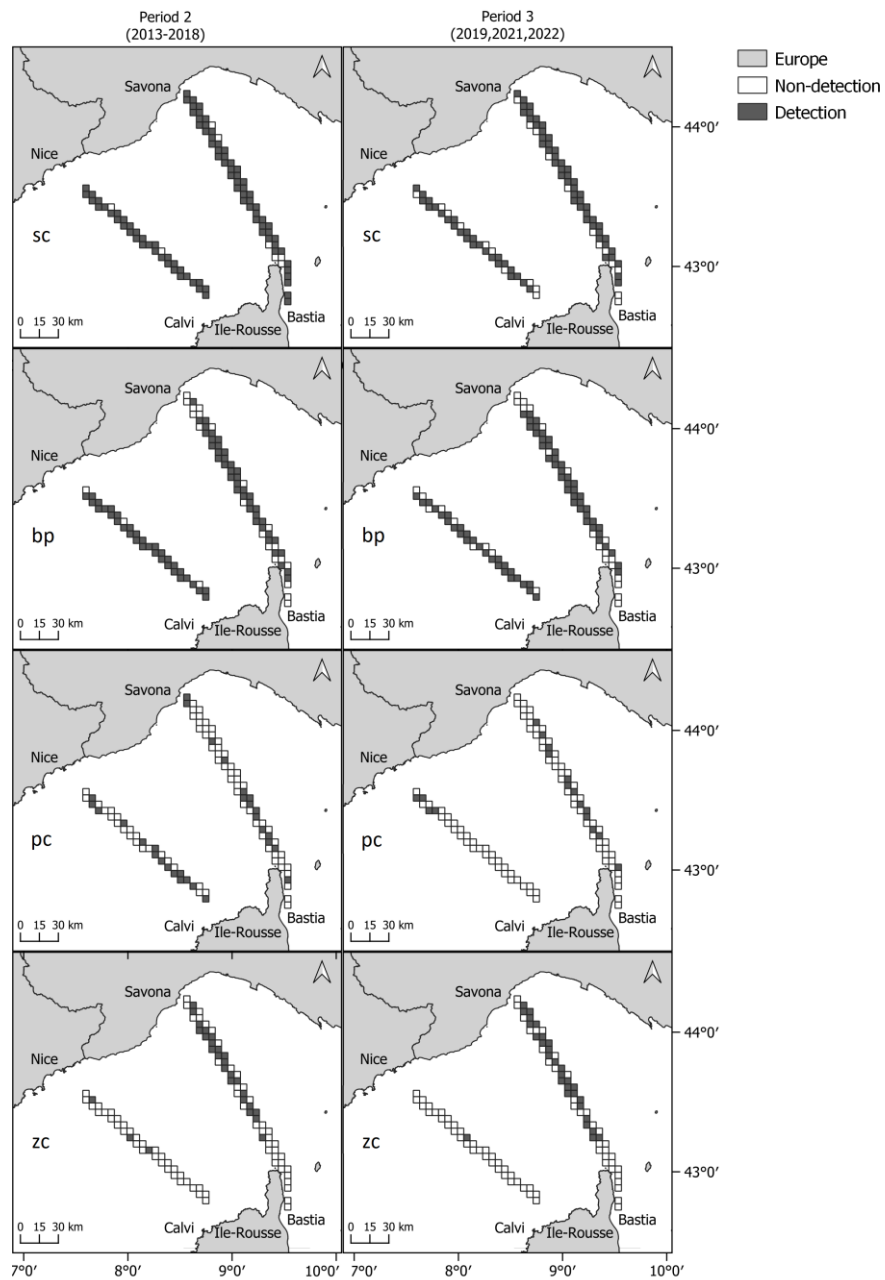 Period 2
(2013-2018)
Period 3
(2019,2021,2022)
Europe
Non-detection
Detection
Savona
Nice
sc
0 15 30 km
Calvi
Ile-Rousse
Bastia
Savona
Nice
sc
0 15 30 km
Calvi
Ile-Rousse
Bastia
44°0'
43°0'
Savona
Nice
bp
0 15 30 km
Calvi
Ile-Rousse
Bastia
Savona
Nice
bp
0 15 30 km
Calvi
Ile-Rousse
Bastia
44°0'
43°0'
Savona
Nice
pc
0 15 30 km
Calvi
Ile-Rousse
Bastia
Savona
Nice
pc
0 15 30 km
Calvi
Ile-Rousse
Bastia
44°0'
43°0'
Savona
Nice
zc
0 15 30 km
Calvi
Ile-Rousse
Bastia
Savona
Nice
zc
0 15 30 km
Calvi
Ile-Rousse
Bastia
44°0'
43°0'
7°0' 8°0' 9°0' 10°0' 8°0' 9°0' 10°0'